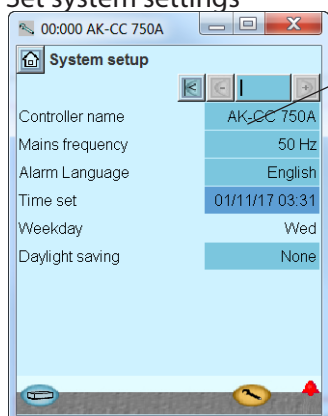 Set system settings
00:000 AK-CC 750A
System setup
Controller name AK-CC 750A
Mains frequency 50 Hz
Alarm Language English
Time set 01/11/17 03:31
Weekday Wed
Daylight saving None